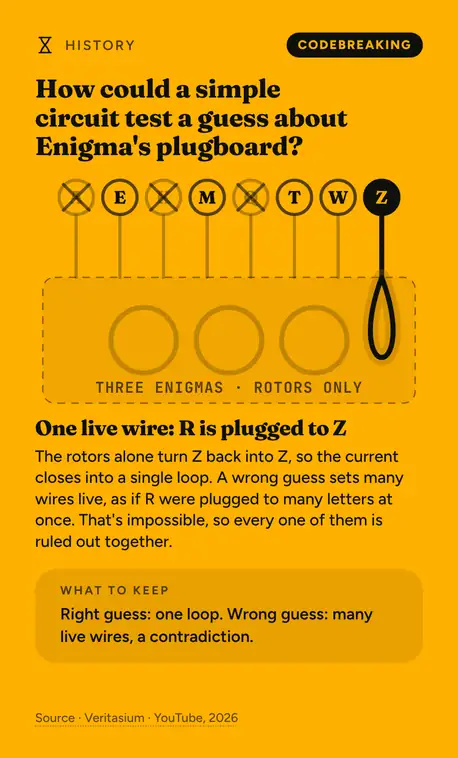 HISTORY
CODEBREAKING
How could a simple
circuit test a guess about
Enigma's plugboard?
E M T W Z
THREE ENIGMAS · ROTORS ONLY
One live wire: R is plugged to Z
The rotors alone turn Z back into Z, so the current
closes into a single loop. A wrong guess sets many
wires live, as if R were plugged to many letters at
once. That's impossible, so every one of them is
ruled out together.
WHAT TO KEEP
Right guess: one loop. Wrong guess: many
live wires, a contradiction.
Source · Veritasium · YouTube, 2026